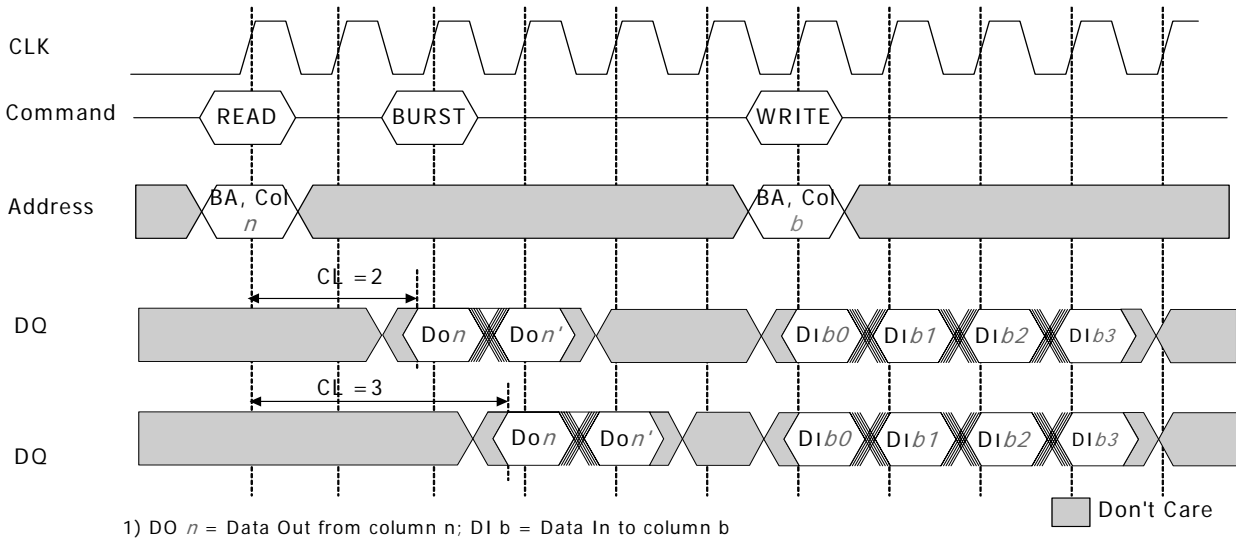 CLK
Command READ BURST WRITE
Address BA, Col n BA, Col b
CL =2
DQ Don Don' DIb0 DIb1 DIb2 DIb3
CL =3
DQ Don Don' DIb0 DIb1 DIb2 DIb3
Don't Care
1) DO n = Data Out from column n; DI b = Data In to column b